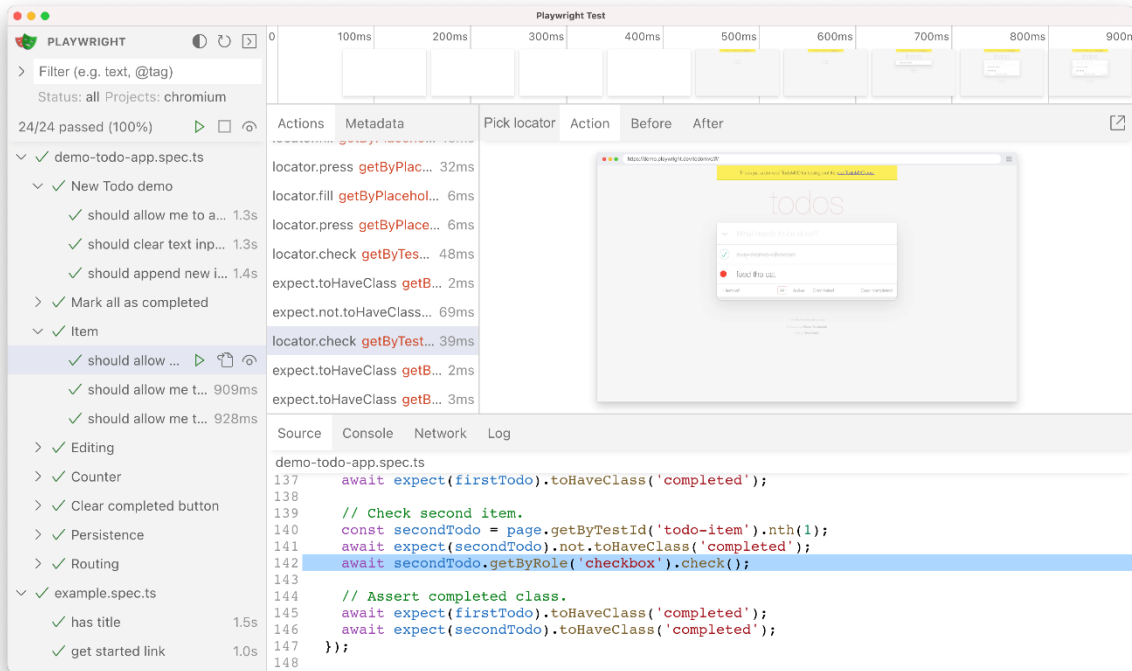 Playwright Test
PLAYWRIGHT
Filter (e.g. text, @tag)
Status: all Projects: chromium
24/24 passed (100%)
demo-todo-app.spec.ts
New Todo demo
should allow me to a... 1.3s
should clear text inp... 1.3s
should append new i... 1.4s
Mark all as completed
Item
should allow ...
should allow me t... 909ms
should allow me t... 928ms
Editing
Counter
Clear completed button
Persistence
Routing
example.spec.ts
has title 1.5s
get started link 1.0s
0 100ms 200ms 300ms 400ms 500ms 600ms 700ms 800ms 900m
Actions Metadata
locator.press getByPlac... 32ms
locator.fill getByPlacehol... 6ms
locator.press getByPlace... 6ms
locator.check getByTes... 48ms
expect.toHaveClass getB... 2ms
expect.not.toHaveClass... 69ms
locator.check getByTest... 39ms
expect.toHaveClass getB... 2ms
expect.toHaveClass getB... 3ms
Pick locator Action Before After
todos
feed the cat
Source Console Network Log
demo-todo-app.spec.ts
137 await expect(firstTodo).toHaveClass('completed');
138
139 // Check second item.
140 const secondTodo = page.getByTestId('todo-item').nth(1);
141 await expect(secondTodo).not.toHaveClass('completed');
142 await secondTodo.getByRole('checkbox').check();
143
144 // Assert completed class.
145 await expect(firstTodo).toHaveClass('completed');
146 await expect(secondTodo).toHaveClass('completed');
147 });
148